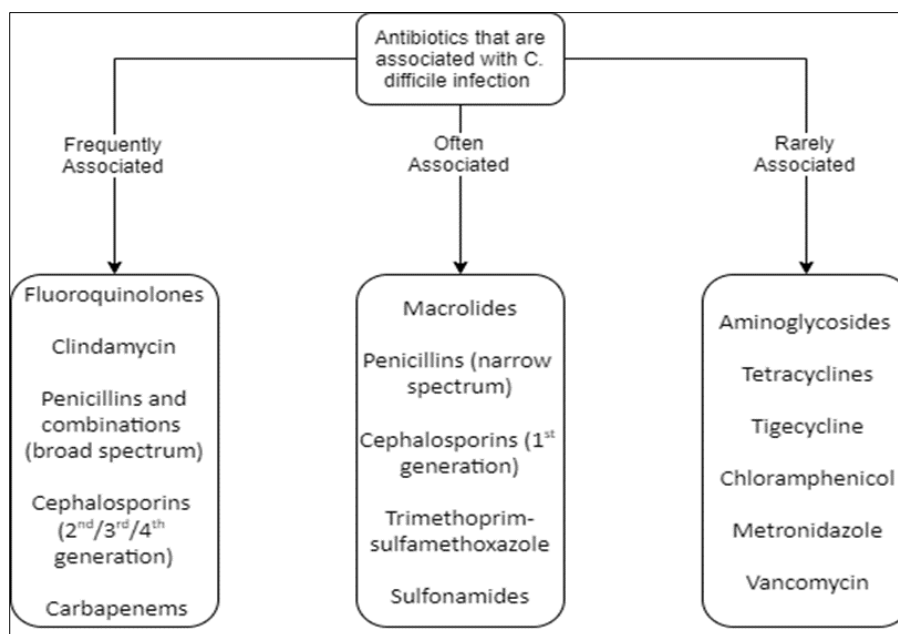 Antibiotics that are
associated with C.
difficile infection
Frequently
Associated
Often
Associated
Rarely
Associated
Fluoroquinolones
Clindamycin
Penicillins and
combinations
(broad spectrum)
Cephalosporins
(2nd/3rd/4th
generation)
Carbapenems
Macrolides
Penicillins (narrow
spectrum)
Cephalosporins (1st
generation)
Trimethoprim-
sulfamethoxazole
Sulfonamides
Aminoglycosides
Tetracyclines
Tigecycline
Chloramphenicol
Metronidazole
Vancomycin